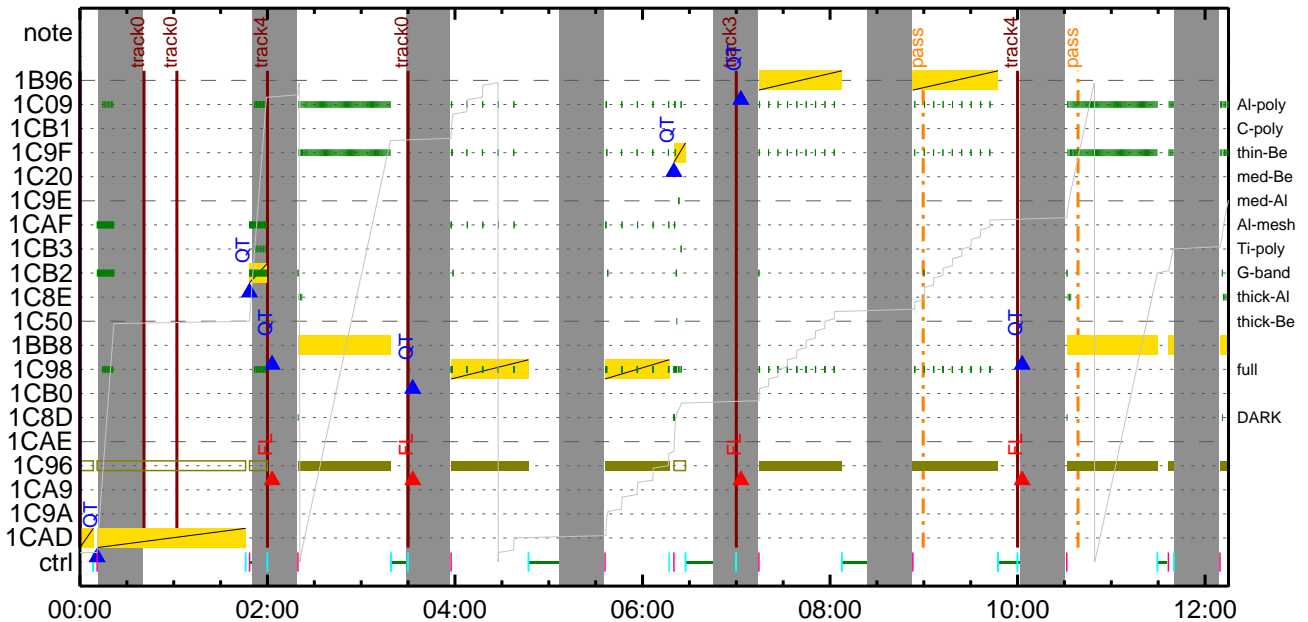 note
track0
track0
track4
track0
track3
pass
track4
pass
QT
1B96
1C09
Al-poly
1CB1
C-poly
QT
1C9F
thin-Be
1C20
med-Be
1C9E
med-Al
1CAF
Al-mesh
QT
1CB3
Ti-poly
1CB2
G-band
1C8E
thick-Al
QT
QT
QT
1C50
thick-Be
1BB8
1C98
full
1CB0
1C8D
DARK
1CAE
FL
FL
FL
FL
1C96
1CA9
1C9A
QT
1CAD
ctrl
00:00
02:00
04:00
06:00
08:00
10:00
12:00